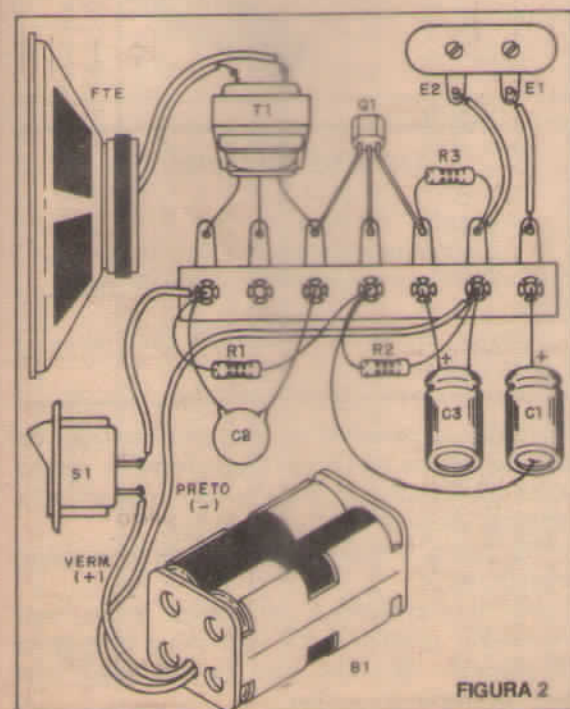 FTE
T1
Q1
E2
E1
R3
R1
R2
C2
+
C3
+
C1
S1
PRETO
(-)
VERM.
(+)
B1
FIGURA 2